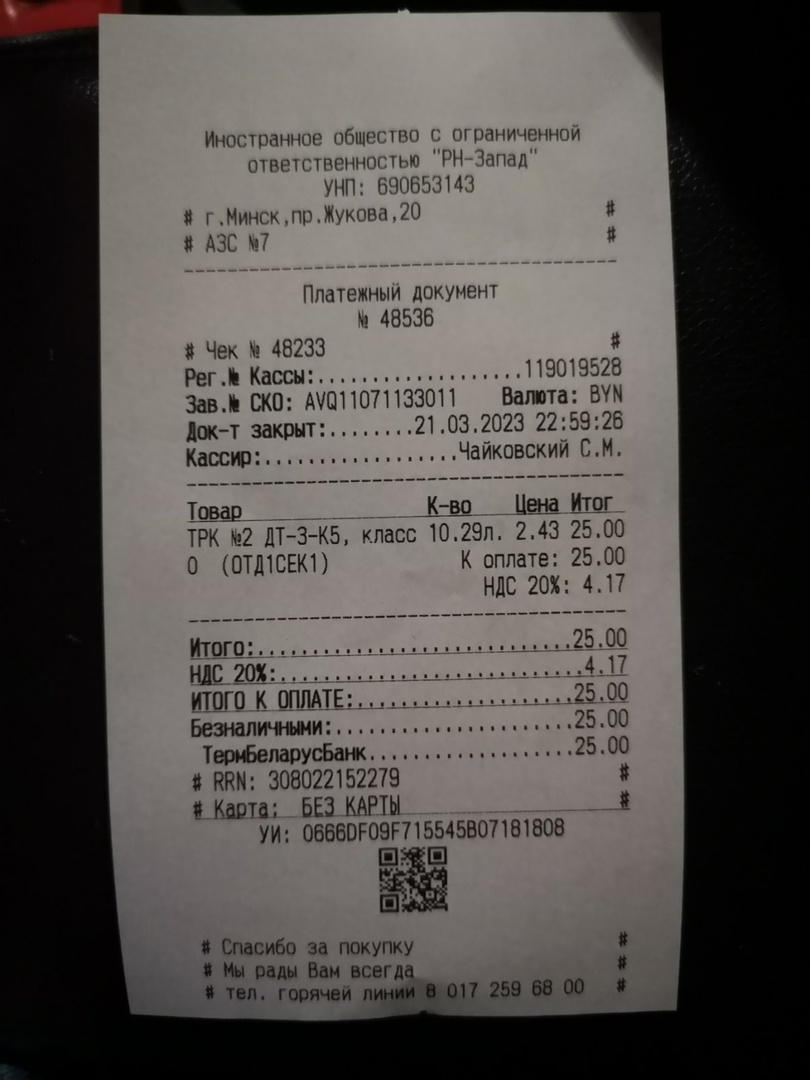 Иностранное общество с ограниченной
ответственностью "РН-Запад"
УНП: 690653143
# г.Минск,пр.Жукова,20 #
# АЗС №7 #
Платежный документ
№ 48536
# Чек № 48233 #
Рег.№ Кассы:...................119019528
Зав.№ СКО: AVQ11071133011 Валюта: BYN
Док-т закрыт:........21.03.2023 22:59:26
Кассир:..................Чайковский С.М.
Товар К-во Цена Итог
ТРК №2 ДТ-З-К5, класс 10.29л. 2.43 25.00
0 (ОТД1СЕК1) К оплате: 25.00
НДС 20%: 4.17
Итого:.............................25.00
НДС 20%:............................4.17
ИТОГО К ОПЛАТЕ:....................25.00
Безналичными:......................25.00
ТермБеларусБанк...................25.00
# RRN: 308022152279 #
# Карта: БЕЗ КАРТЫ #
УИ: 0666DF09F715545B07181808
# Спасибо за покупку #
# Мы рады Вам всегда #
# тел. горячей линии 8 017 259 68 00 #